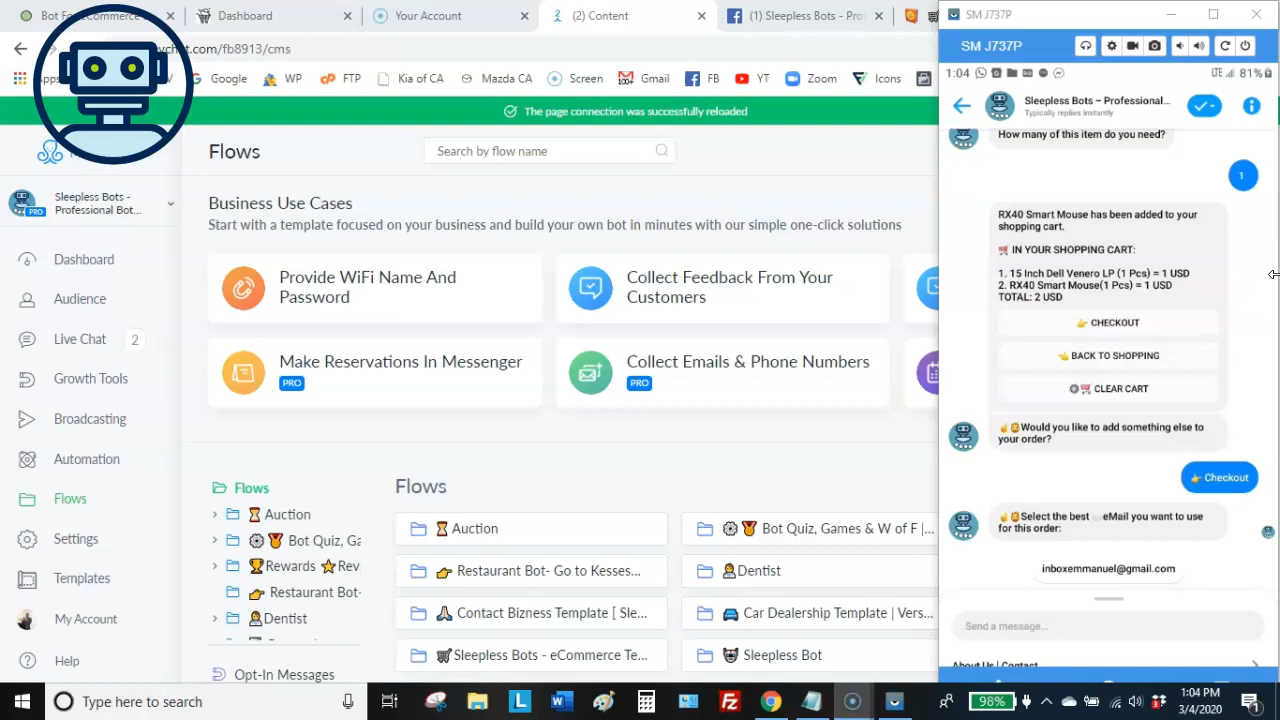 Bot Fo
eCommerce
Dashboard
Your Account
(2) Content
(1) Sleepless Bots - Pro
ychat.com/fb8913/cms
Google
WP
FTP
Kia of CA
Mazda CA
Screen
Gmail
FB
YT
Zoom
Icons
The page connection was successfully reloaded
Flows
Search by flow name
Sleepless Bots -
Professional Bot...
PRO
Business Use Cases
Start with a template focused on your business and build your own bot in minutes with our simple one-click solutions
Provide WiFi Name And
Password
Collect Feedback From Your
Customers
Make Reservations In Messenger
PRO
Collect Emails & Phone Numbers
PRO
Dashboard
Audience
Live Chat 2
Growth Tools
Broadcasting
Automation
Flows
Settings
Templates
My Account
Help
Flows
Auction
Bot Quiz, Ga
Rewards ⭐Rev
👉 Restaurant Bot-
Dentist
Opt-In Messages
Flows
Auction
Bot Quiz, Games & W of F |...
👉 Restaurant Bot- Go to Kesses...
Dentist
Contact Bizness Template [ Sle...
Car Dealership Template | Vers...
Sleepless Bots - eCommerce Te...
Sleepless Bot
SM J737P
SM J737P
1:04
LTE 81%
Sleepless Bots – Professional...
Typically replies instantly
How many of this item do you need?
1
RX40 Smart Mouse has been added to your
shopping cart.
🛒 IN YOUR SHOPPING CART:
1. 15 Inch Dell Venero LP (1 Pcs) = 1 USD
2. RX40 Smart Mouse(1 Pcs) = 1 USD
TOTAL: 2 USD
👉 CHECKOUT
👈 BACK TO SHOPPING
🛒 CLEAR CART
Would you like to add something else to
your order?
👉 Checkout
Select the best eMail you want to use
for this order:
inboxemmanuel@gmail.com
Send a message...
About Us | Contact
Type here to search
98%
1:04 PM
3/4/2020